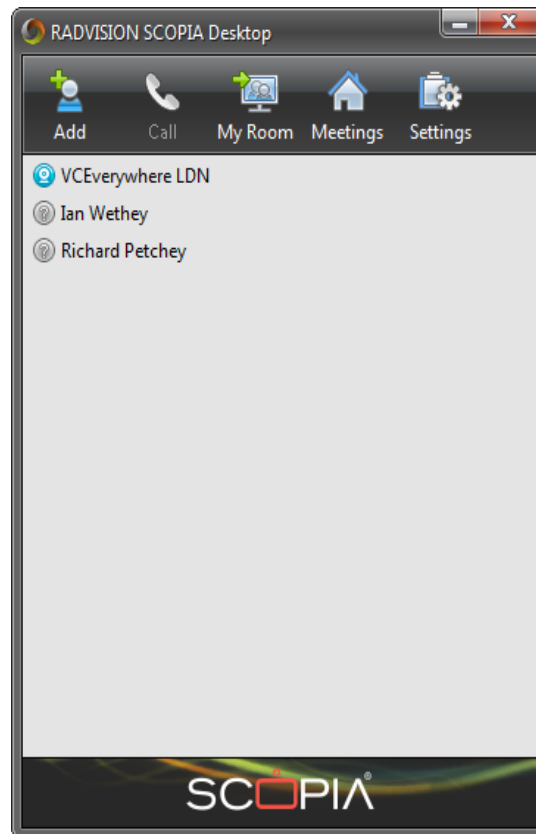 RADVISION SCOPIA Desktop
Add Call My Room Meetings Settings
VCEverywhere LDN
Ian Wethey
Richard Petchey
SCOPIA®